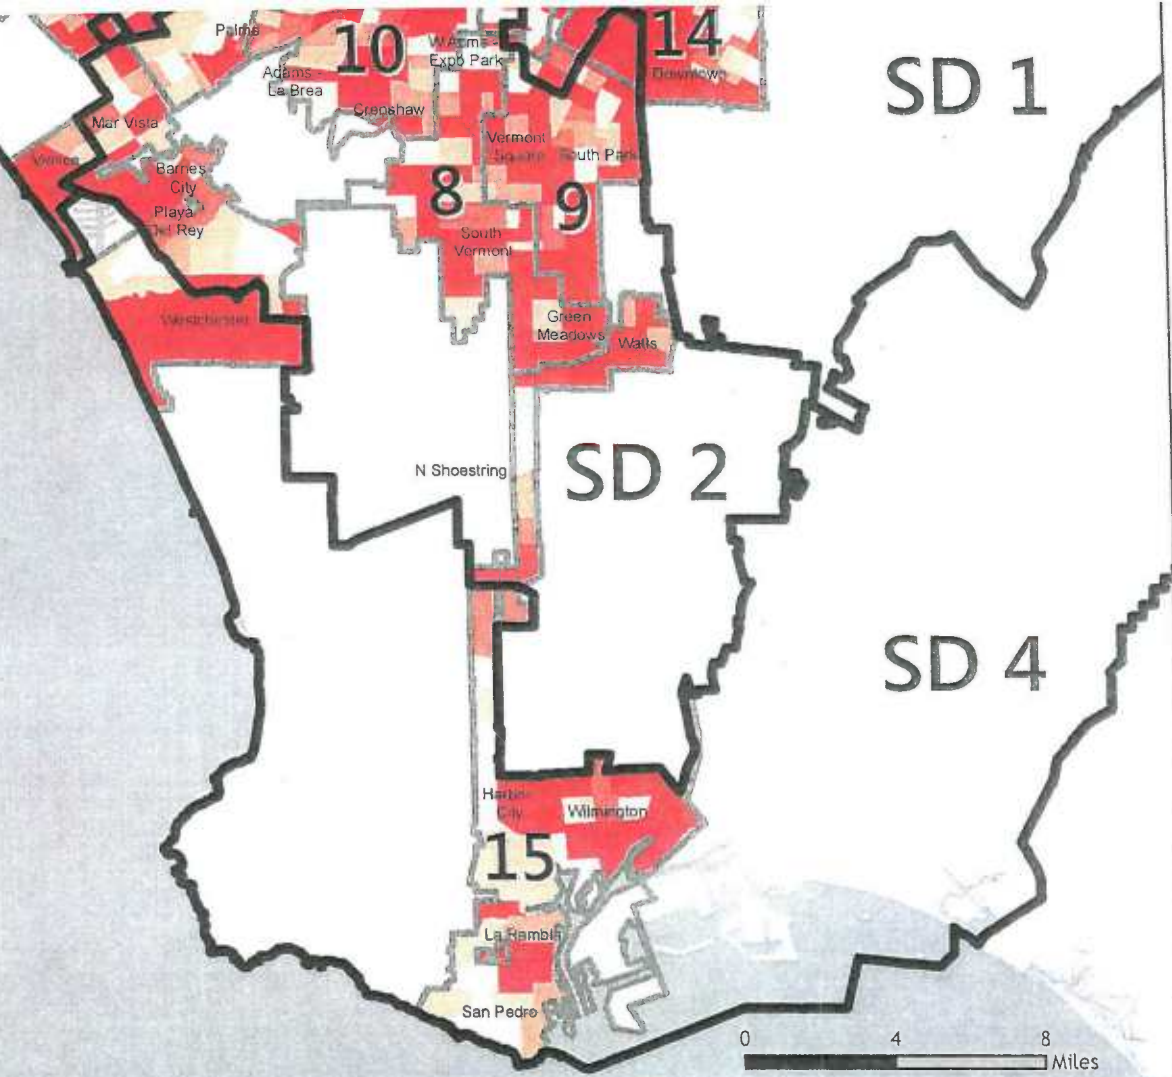 Palms
10
W Adams -
Expo Park
14
Downtown
SD 1
Adams -
La Brea
Crenshaw
Mar Vista
Vermont
Square
South Park
Venice
Barnes
City
8
9
Playa
Del Rey
South
Vermont
Westchester
Green
Meadows
Watts
N Shoestring
SD 2
SD 4
Harbor
City
Wilmington
15
La Rambla
San Pedro
0
4
8
Miles